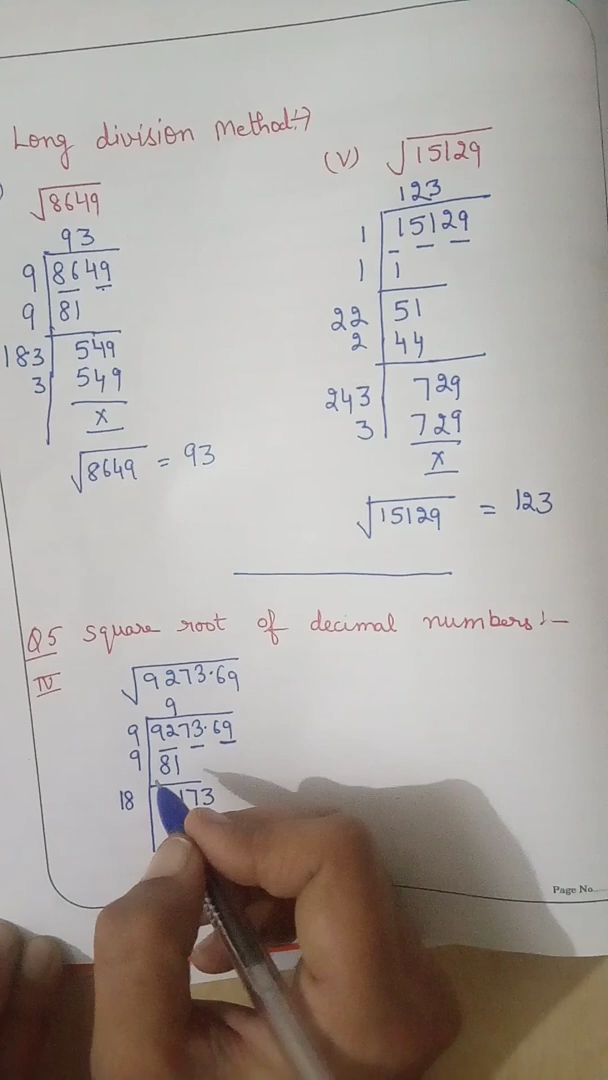 Long division Method:→
√8649
93
9 8649
9 81
183 549
3 549
x
√8649 = 93
(V) √15129
123
1 15129
1 1
22 51
2 44
243 729
3 729
x
√15129 = 123
Q5 square root of decimal numbers:-
IV √9273.69
9
9 9273.69
9 81
18 173
Page No.....